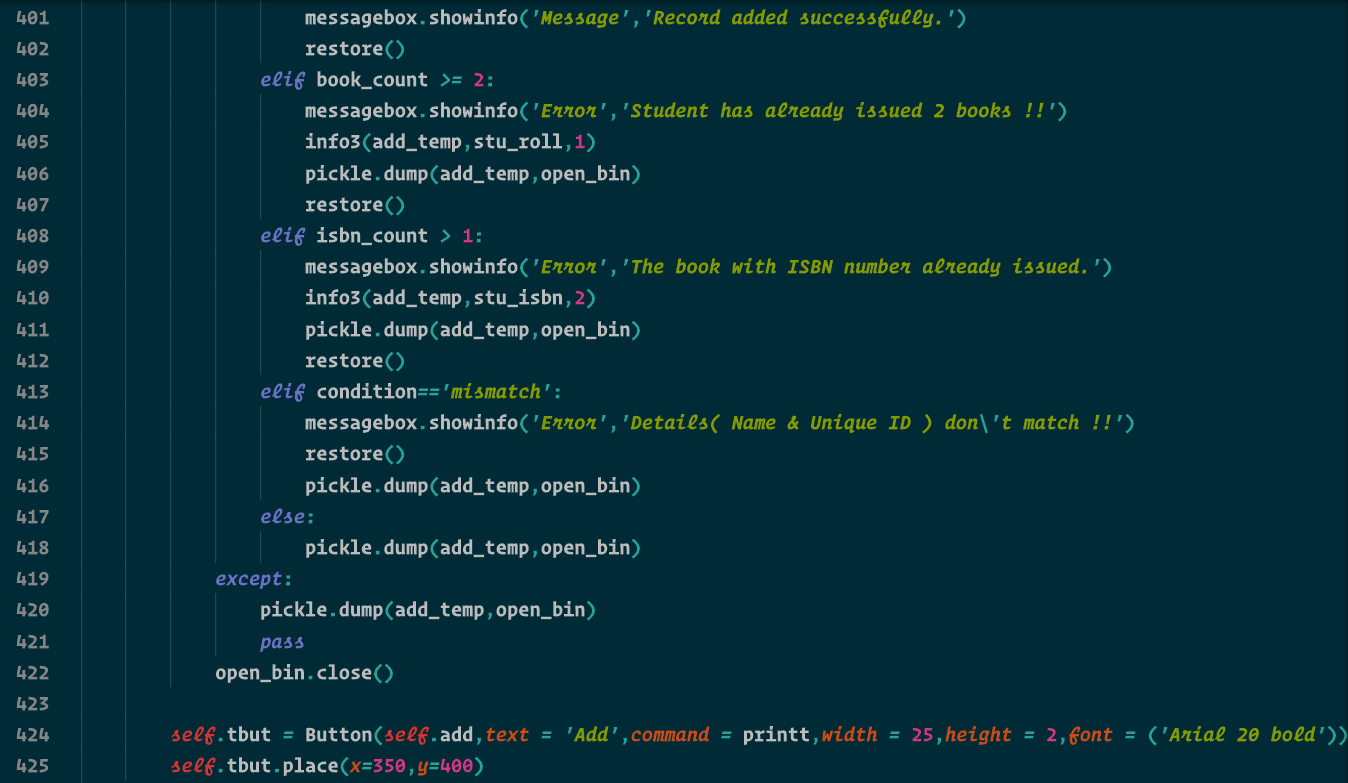 401 messagebox.showinfo('Message','Record added successfully.')
402 restore()
403 elif book_count >= 2:
404 messagebox.showinfo('Error','Student has already issued 2 books !!')
405 info3(add_temp,stu_roll,1)
406 pickle.dump(add_temp,open_bin)
407 restore()
408 elif isbn_count > 1:
409 messagebox.showinfo('Error','The book with ISBN number already issued.')
410 info3(add_temp,stu_isbn,2)
411 pickle.dump(add_temp,open_bin)
412 restore()
413 elif condition=='mismatch':
414 messagebox.showinfo('Error','Details( Name & Unique ID ) don\'t match !!')
415 restore()
416 pickle.dump(add_temp,open_bin)
417 else:
418 pickle.dump(add_temp,open_bin)
419 except:
420 pickle.dump(add_temp,open_bin)
421 pass
422 open_bin.close()
423
424 self.tbut = Button(self.add,text = 'Add',command = printt,width = 25,height = 2,font = ('Arial 20 bold'))
425 self.tbut.place(x=350,y=400)